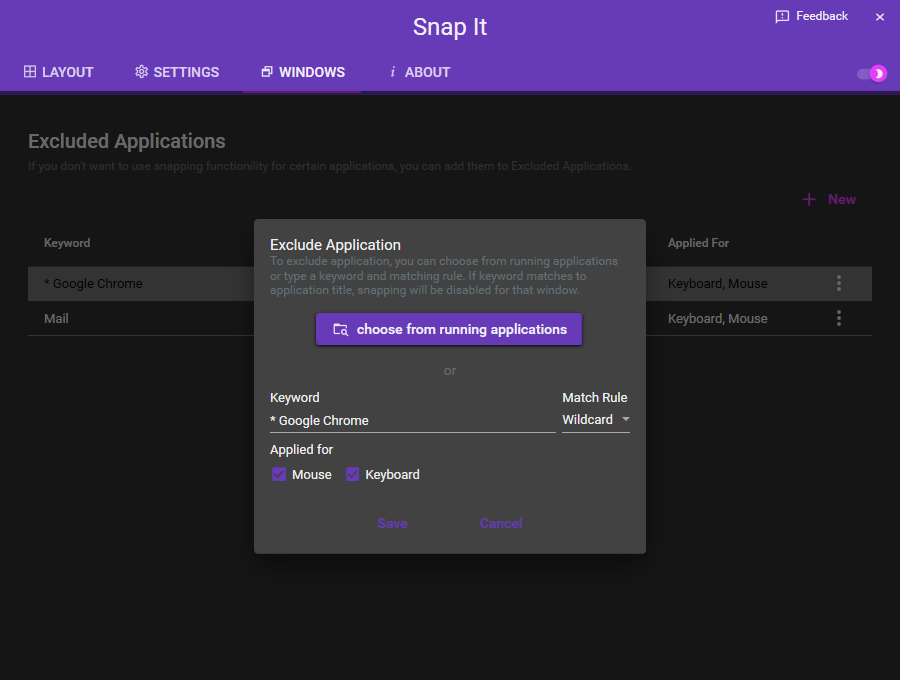 Snap It
Feedback
LAYOUT
SETTINGS
WINDOWS
i ABOUT
Excluded Applications
If you don't want to use snapping functionility for certain applications, you can add them to Excluded Applications.
+ New
Keyword
Applied For
* Google Chrome
Keyboard, Mouse
Mail
Keyboard, Mouse
Exclude Application
To exclude application, you can choose from running applications
or type a keyword and matching rule. If keyword matches to
application title, snapping will be disabled for that window.
choose from running applications
or
Keyword
Match Rule
* Google Chrome
Wildcard
Applied for
Mouse
Keyboard
Save
Cancel